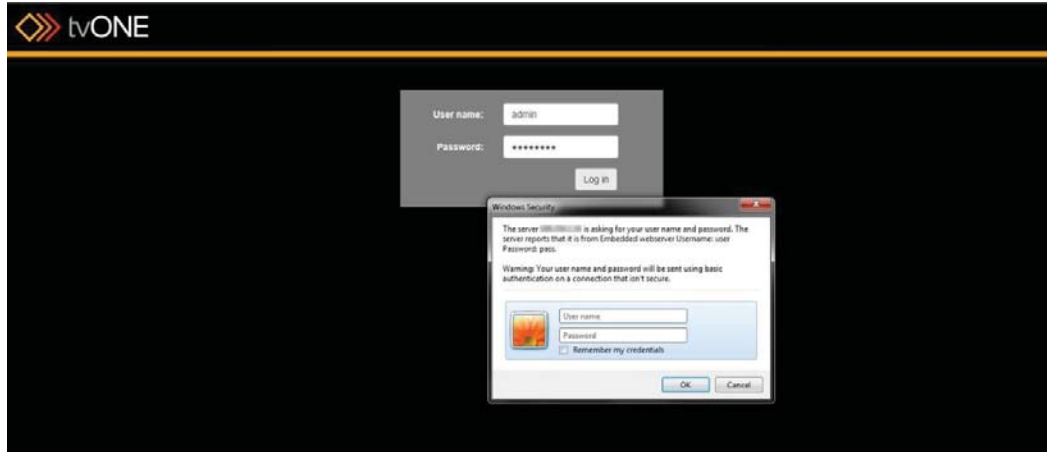 tvONE
User name: admin
Password: ********
Log in
Windows Security
The server is asking for your user name and password. The
server reports that it is from Embedded webserver Username: user
Password: pass.
Warning: Your user name and password will be sent using basic
authentication on a connection that isn't secure.
User name
Password
Remember my credentials
OK Cancel